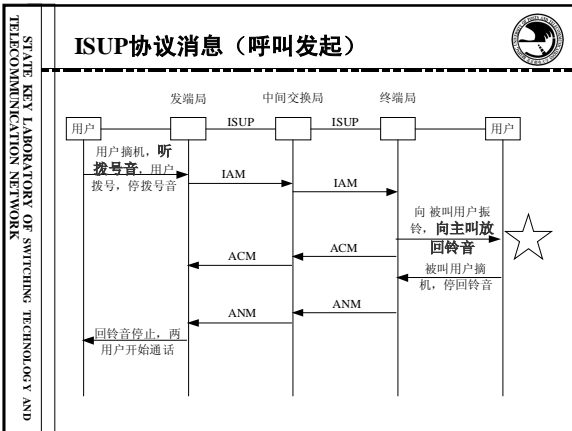 STATE KEY LABORATORY OF SWITCHING TECHNOLOGY AND
TELECOMMUNICATION NETWORK
ISUP协议消息（呼叫发起）
发端局 中间交换局 终端局
用户 ISUP ISUP 用户
用户摘机，听
拨号音，用户
拨号，停拨号音
IAM
IAM
向 被叫用户振
铃，向主叫放
回铃音
ACM
ACM
被叫用户摘
机，停回铃音
ANM
ANM
回铃音停止，两
用户开始通话